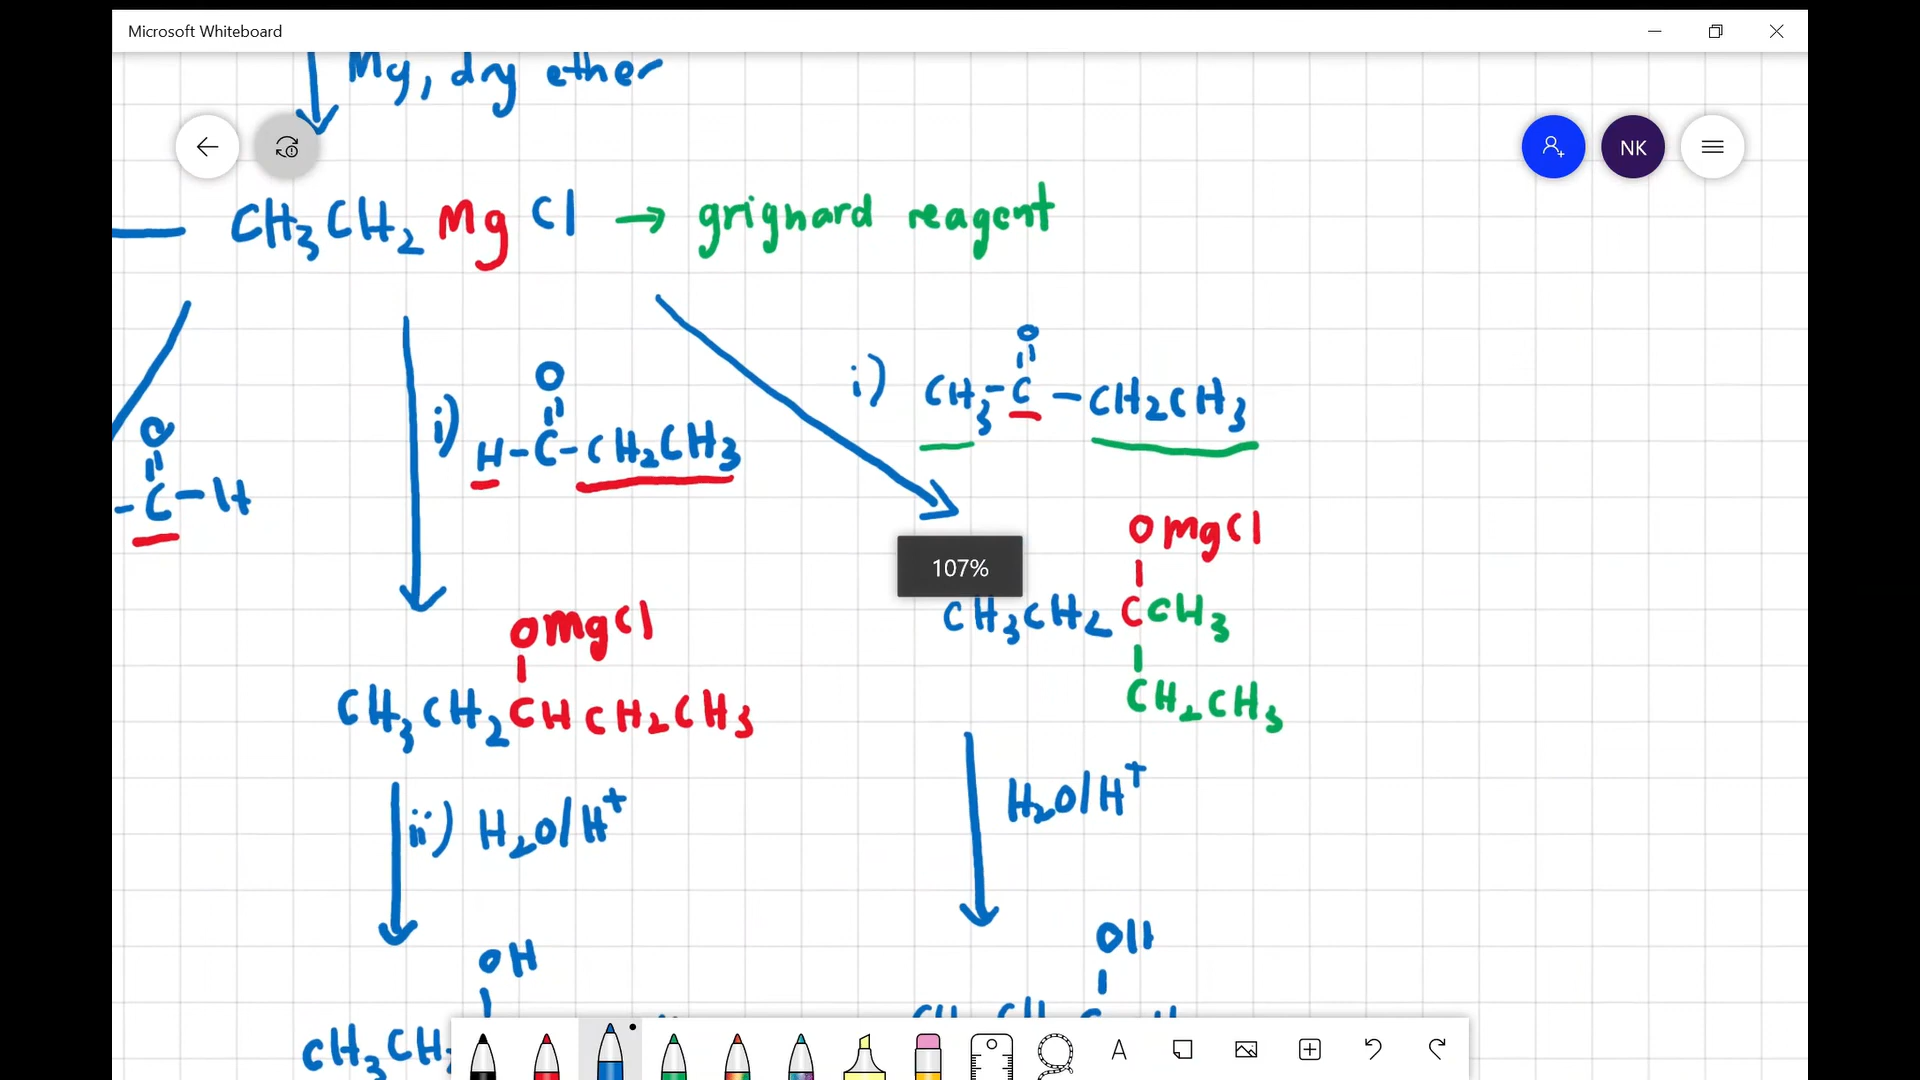 Microsoft Whiteboard
Mg, dry ether
NK
CH3CH2MgCl → grignard reagent
O
i) CH3-C-CH2CH3
O
i) H-C-CH2CH3
O
-C-H
107%
OMgCl
CH3CH2CCH3
CH2CH3
OMgCl
CH3CH2CHCH2CH3
H2O/H+
ii) H2O/H+
OH
OH
CH3CH
A